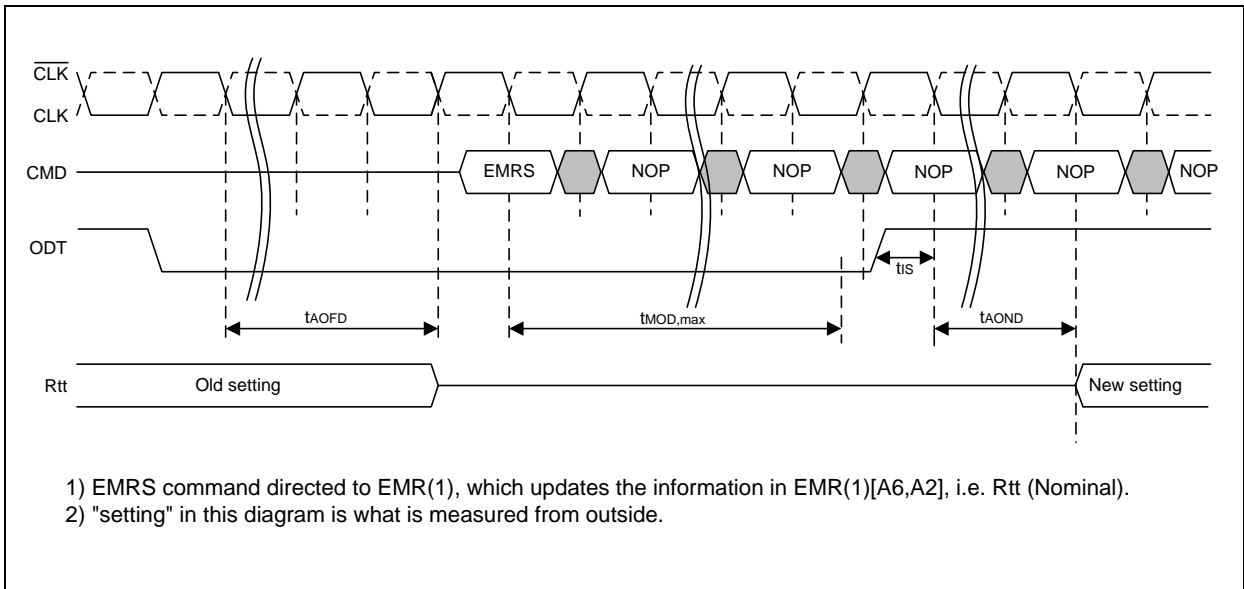 CLK
CLK
CMD
EMRS
NOP
NOP
NOP
NOP
NOP
ODT
tIS
tAOFD
tMOD,max
tAOND
Rtt
Old setting
New setting
1) EMRS command directed to EMR(1), which updates the information in EMR(1)[A6,A2], i.e. Rtt (Nominal).
2) "setting" in this diagram is what is measured from outside.